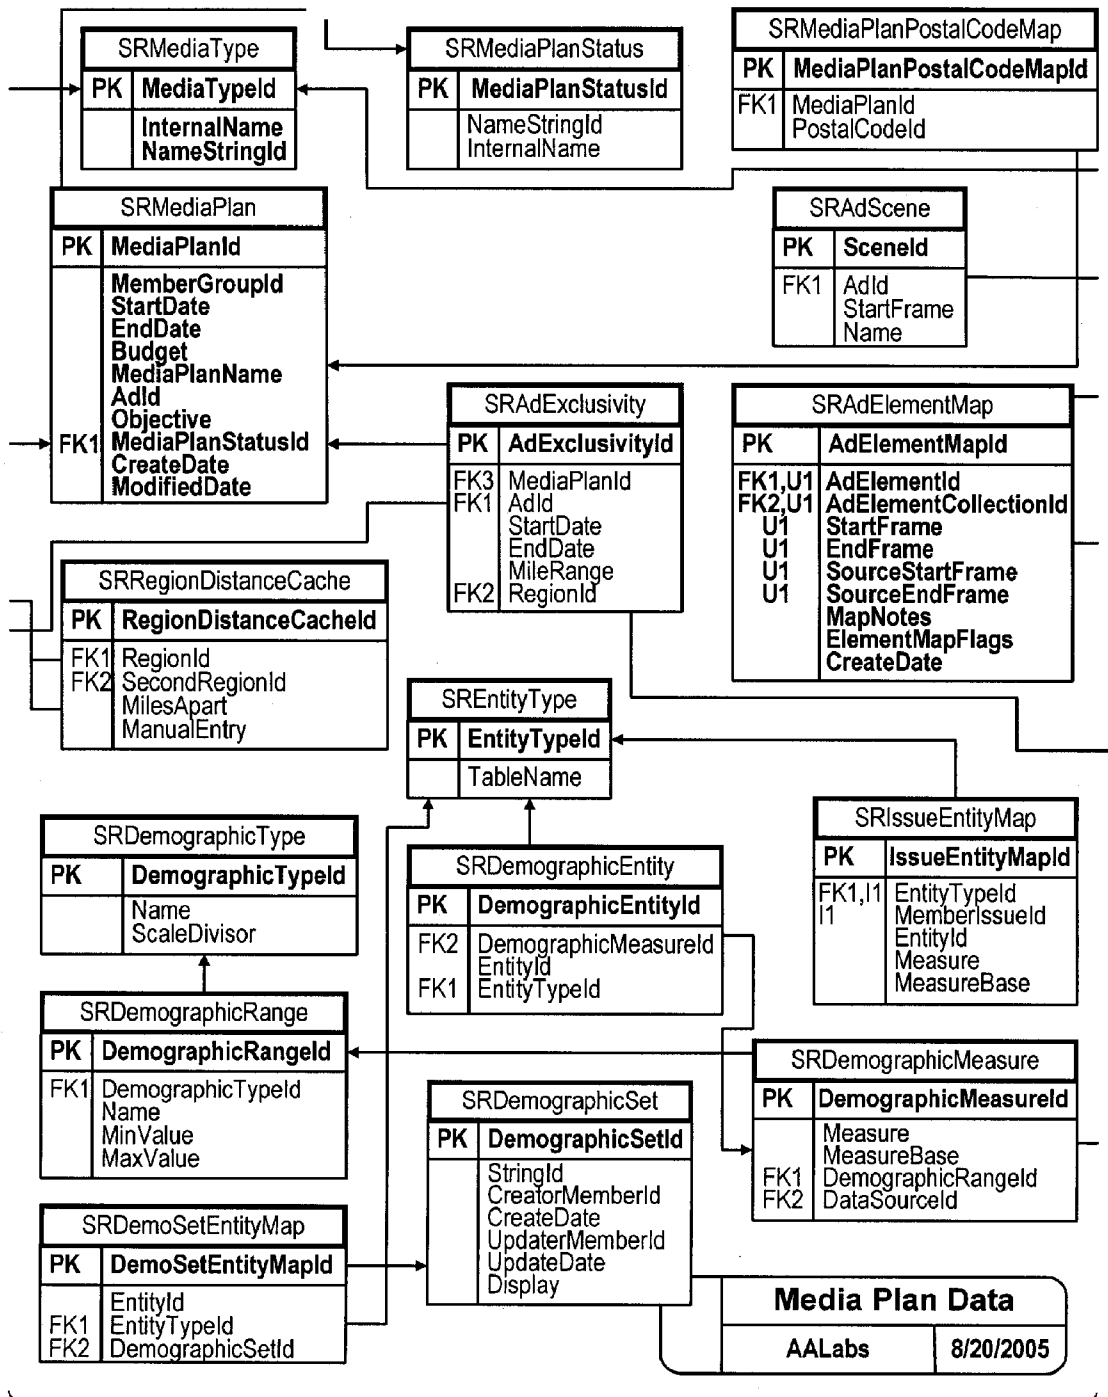 SRMediaType
PK MediaTypeId
InternalName
NameStringId
SRMediaPlanStatus
PK MediaPlanStatusId
NameStringId
InternalName
SRMediaPlanPostalCodeMap
PK MediaPlanPostalCodeMapId
FK1 MediaPlanId
PostalCodeId
SRMediaPlan
PK MediaPlanId
MemberGroupId
StartDate
EndDate
Budget
MediaPlanName
AdId
Objective
FK1 MediaPlanStatusId
CreateDate
ModifiedDate
SRAdScene
PK SceneId
FK1 AdId
StartFrame
Name
SRAdExclusivity
PK AdExclusivityId
FK3 MediaPlanId
FK1 AdId
StartDate
EndDate
MileRange
FK2 RegionId
SRAdElementMap
PK AdElementMapId
FK1,U1 AdElementId
FK2,U1 AdElementCollectionId
U1 StartFrame
U1 EndFrame
U1 SourceStartFrame
U1 SourceEndFrame
MapNotes
ElementMapFlags
CreateDate
SRRegionDistanceCache
PK RegionDistanceCacheId
FK1 RegionId
FK2 SecondRegionId
MilesApart
ManualEntry
SREntityType
PK EntityTypeId
TableName
SRDemographicType
PK DemographicTypeId
Name
ScaleDivisor
SRDemographicEntity
PK DemographicEntityId
FK2 DemographicMeasureId
EntityId
FK1 EntityTypeId
SRIssueEntityMap
PK IssueEntityMapId
FK1,I1 EntityTypeId
I1 MemberIssueId
EntityId
Measure
MeasureBase
SRDemographicRange
PK DemographicRangeId
FK1 DemographicTypeId
Name
MinValue
MaxValue
SRDemographicSet
PK DemographicSetId
StringId
CreatorMemberId
CreateDate
UpdaterMemberId
UpdateDate
Display
SRDemographicMeasure
PK DemographicMeasureId
Measure
MeasureBase
FK1 DemographicRangeId
FK2 DataSourceId
SRDemoSetEntityMap
PK DemoSetEntityMapId
EntityId
FK1 EntityTypeId
FK2 DemographicSetId
Media Plan Data
AALabs 8/20/2005